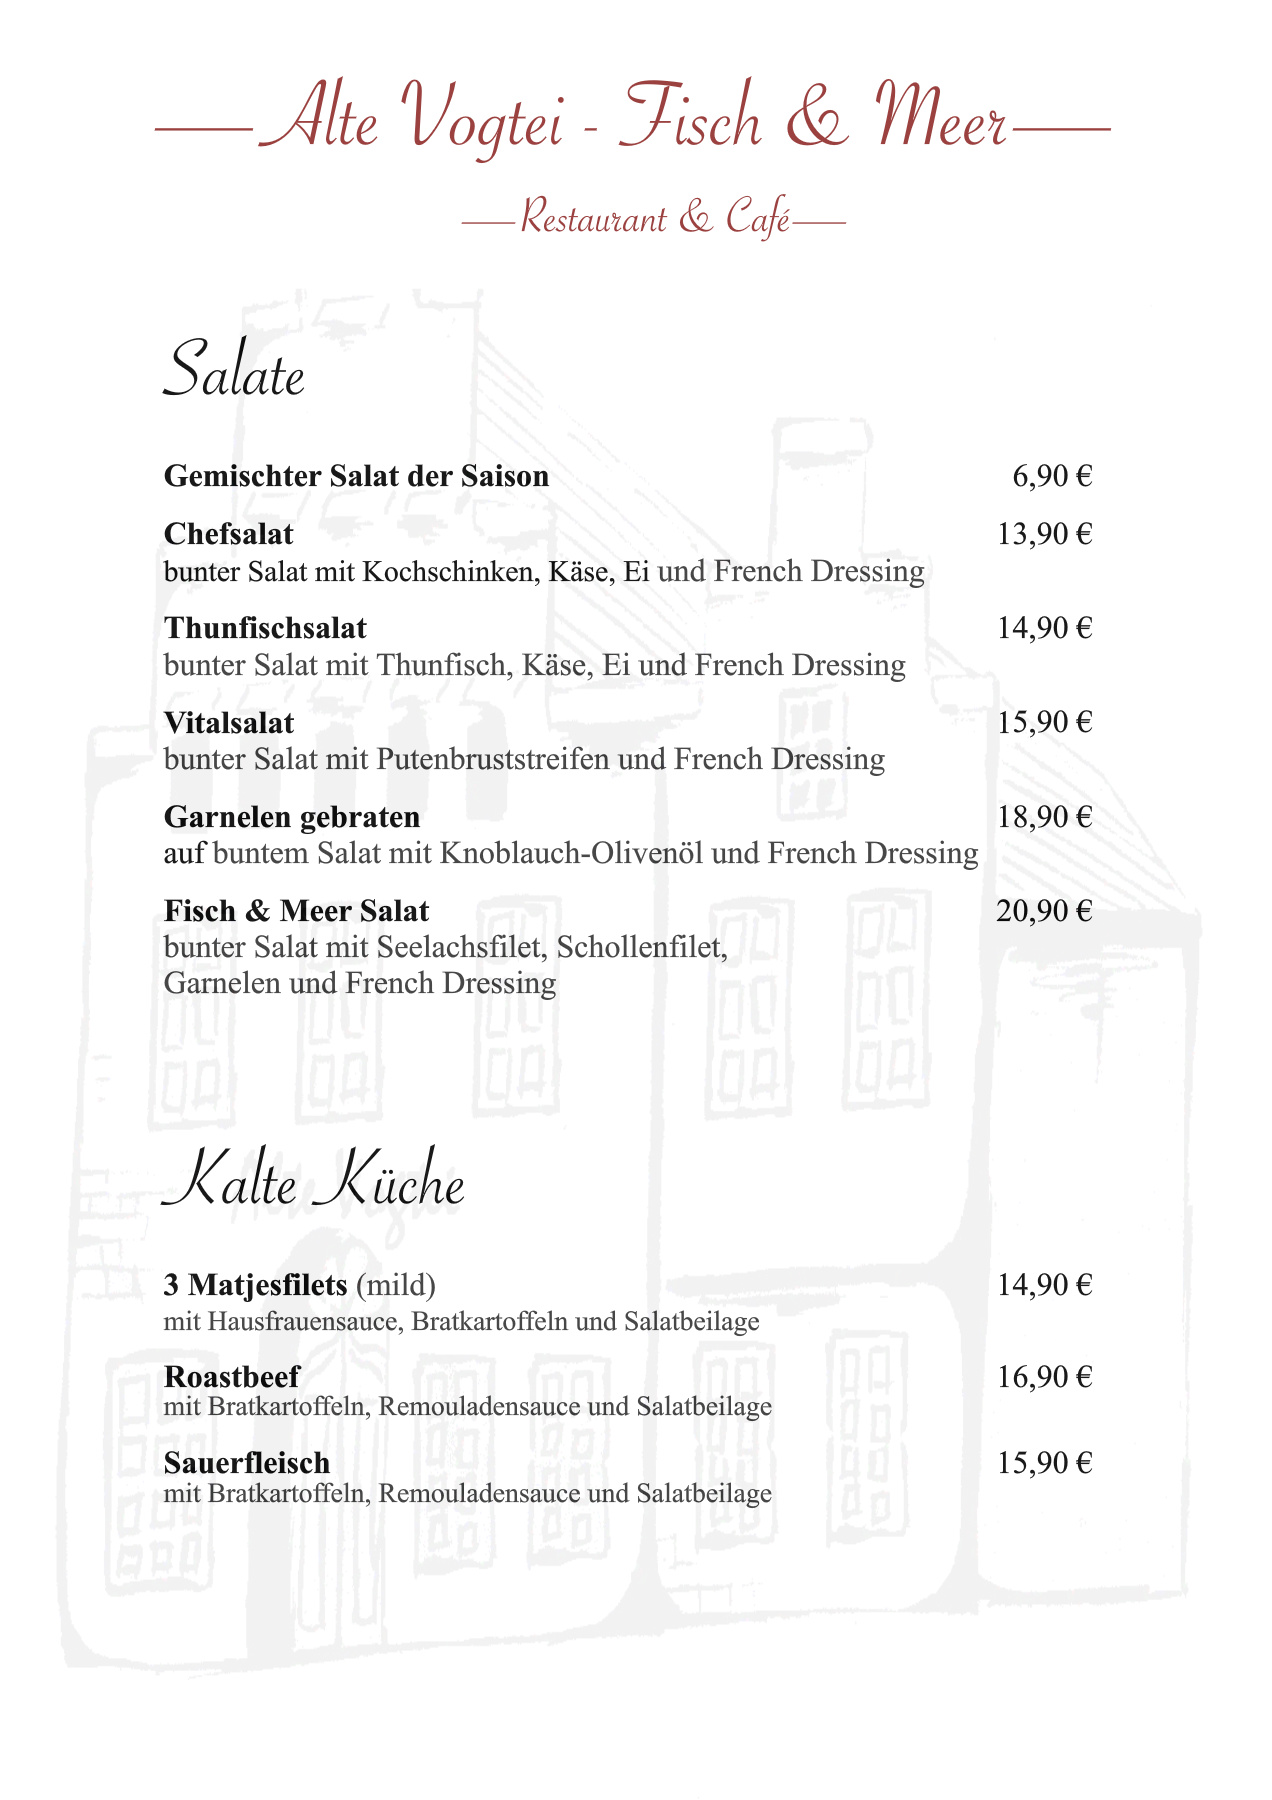 Alte Vogtei - Fisch & Meer
Restaurant & Café
Salate
Gemischter Salat der Saison 6,90 €
Chefsalat 13,90 €
bunter Salat mit Kochschinken, Käse, Ei und French Dressing
Thunfischsalat 14,90 €
bunter Salat mit Thunfisch, Käse, Ei und French Dressing
Vitalsalat 15,90 €
bunter Salat mit Putenbruststreifen und French Dressing
Garnelen gebraten 18,90 €
auf buntem Salat mit Knoblauch-Olivenöl und French Dressing
Fisch & Meer Salat 20,90 €
bunter Salat mit Seelachsfilet, Schollenfilet,
Garnelen und French Dressing
Kalte Küche
Alte Vogtei
3 Matjesfilets (mild) 14,90 €
mit Hausfrauensauce, Bratkartoffeln und Salatbeilage
Roastbeef 16,90 €
mit Bratkartoffeln, Remouladensauce und Salatbeilage
Sauerfleisch 15,90 €
mit Bratkartoffeln, Remouladensauce und Salatbeilage